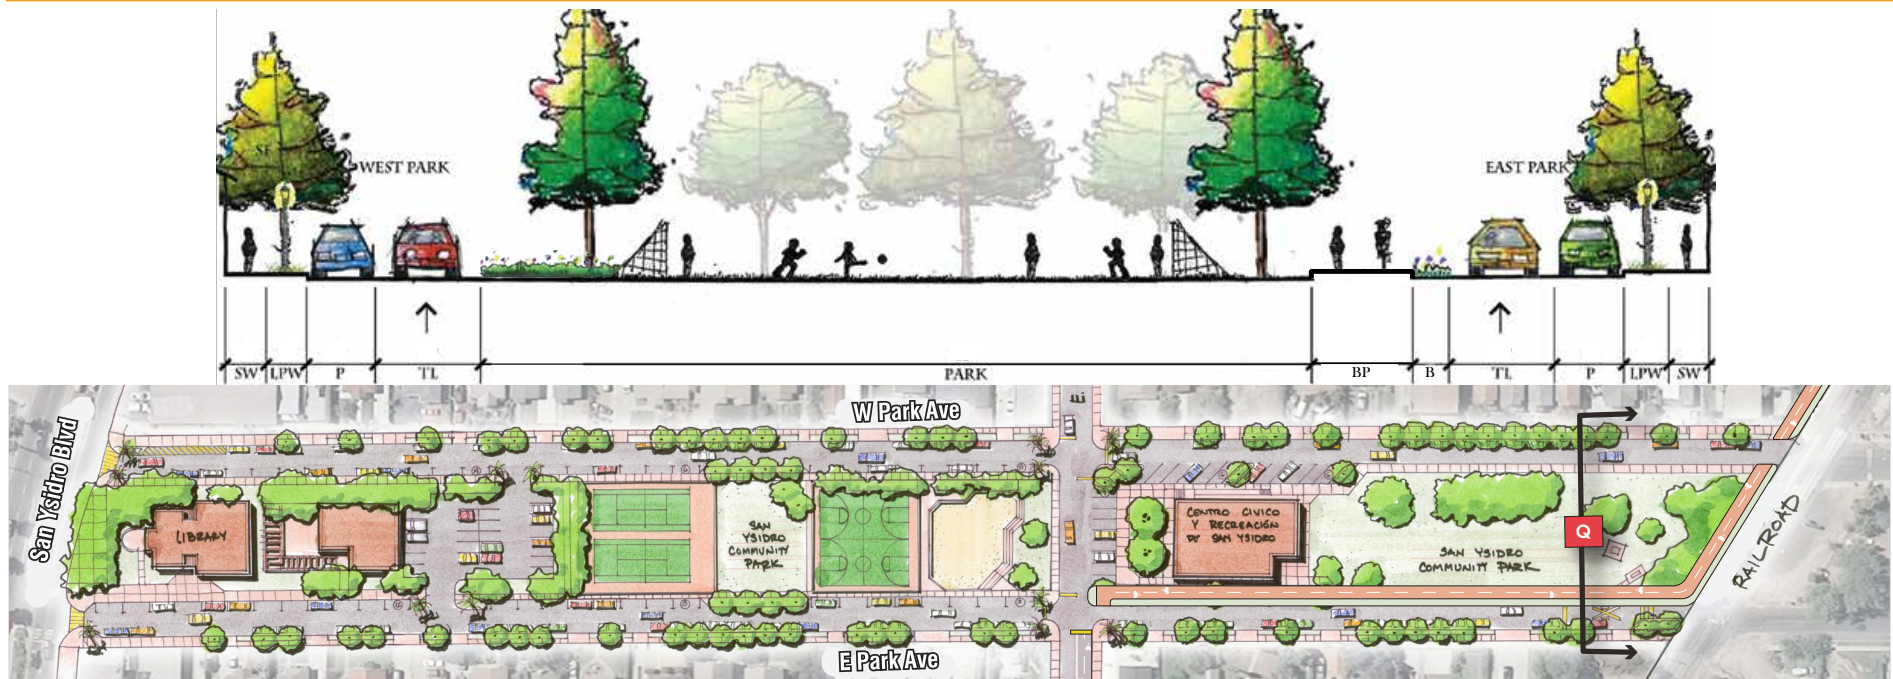 SF
WEST PARK
EAST PARK
SW LPW P TL PARK BP B TL P LPW SW
San Ysidro Blvd
W Park Ave
LIBRARY
SAN
YSIDRO
COMMUNITY
PARK
CENTRO CIVICO
Y RECREACIÓN
DE SAN YSIDRO
SAN YSIDRO
COMMUNITY PARK
Q
RAILROAD
E Park Ave